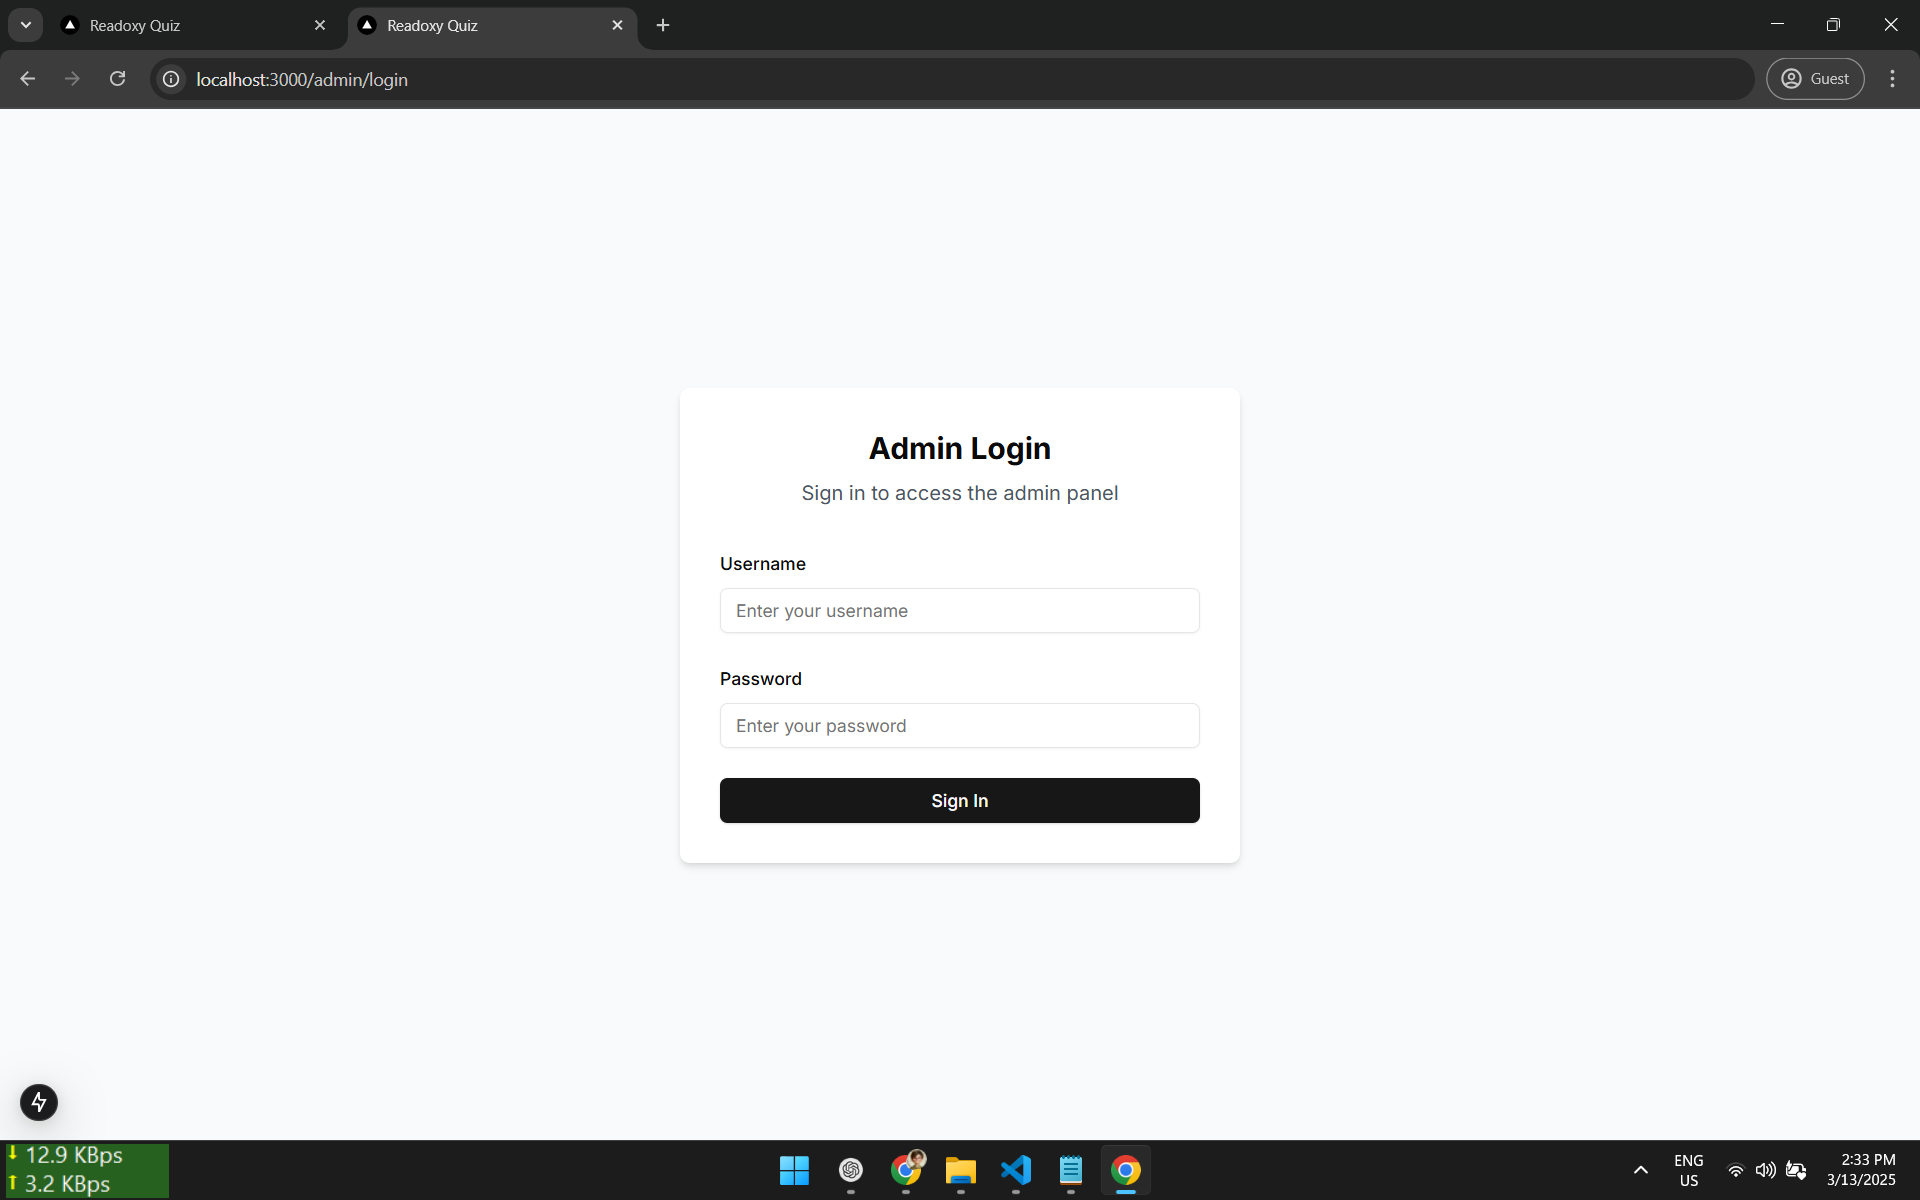 Readoxy Quiz
Readoxy Quiz
localhost:3000/admin/login
Guest
Admin Login
Sign in to access the admin panel
Username
Enter your username
Password
Enter your password
Sign In
12.9 KBps
3.2 KBps
ENG
US
2:33 PM
3/13/2025